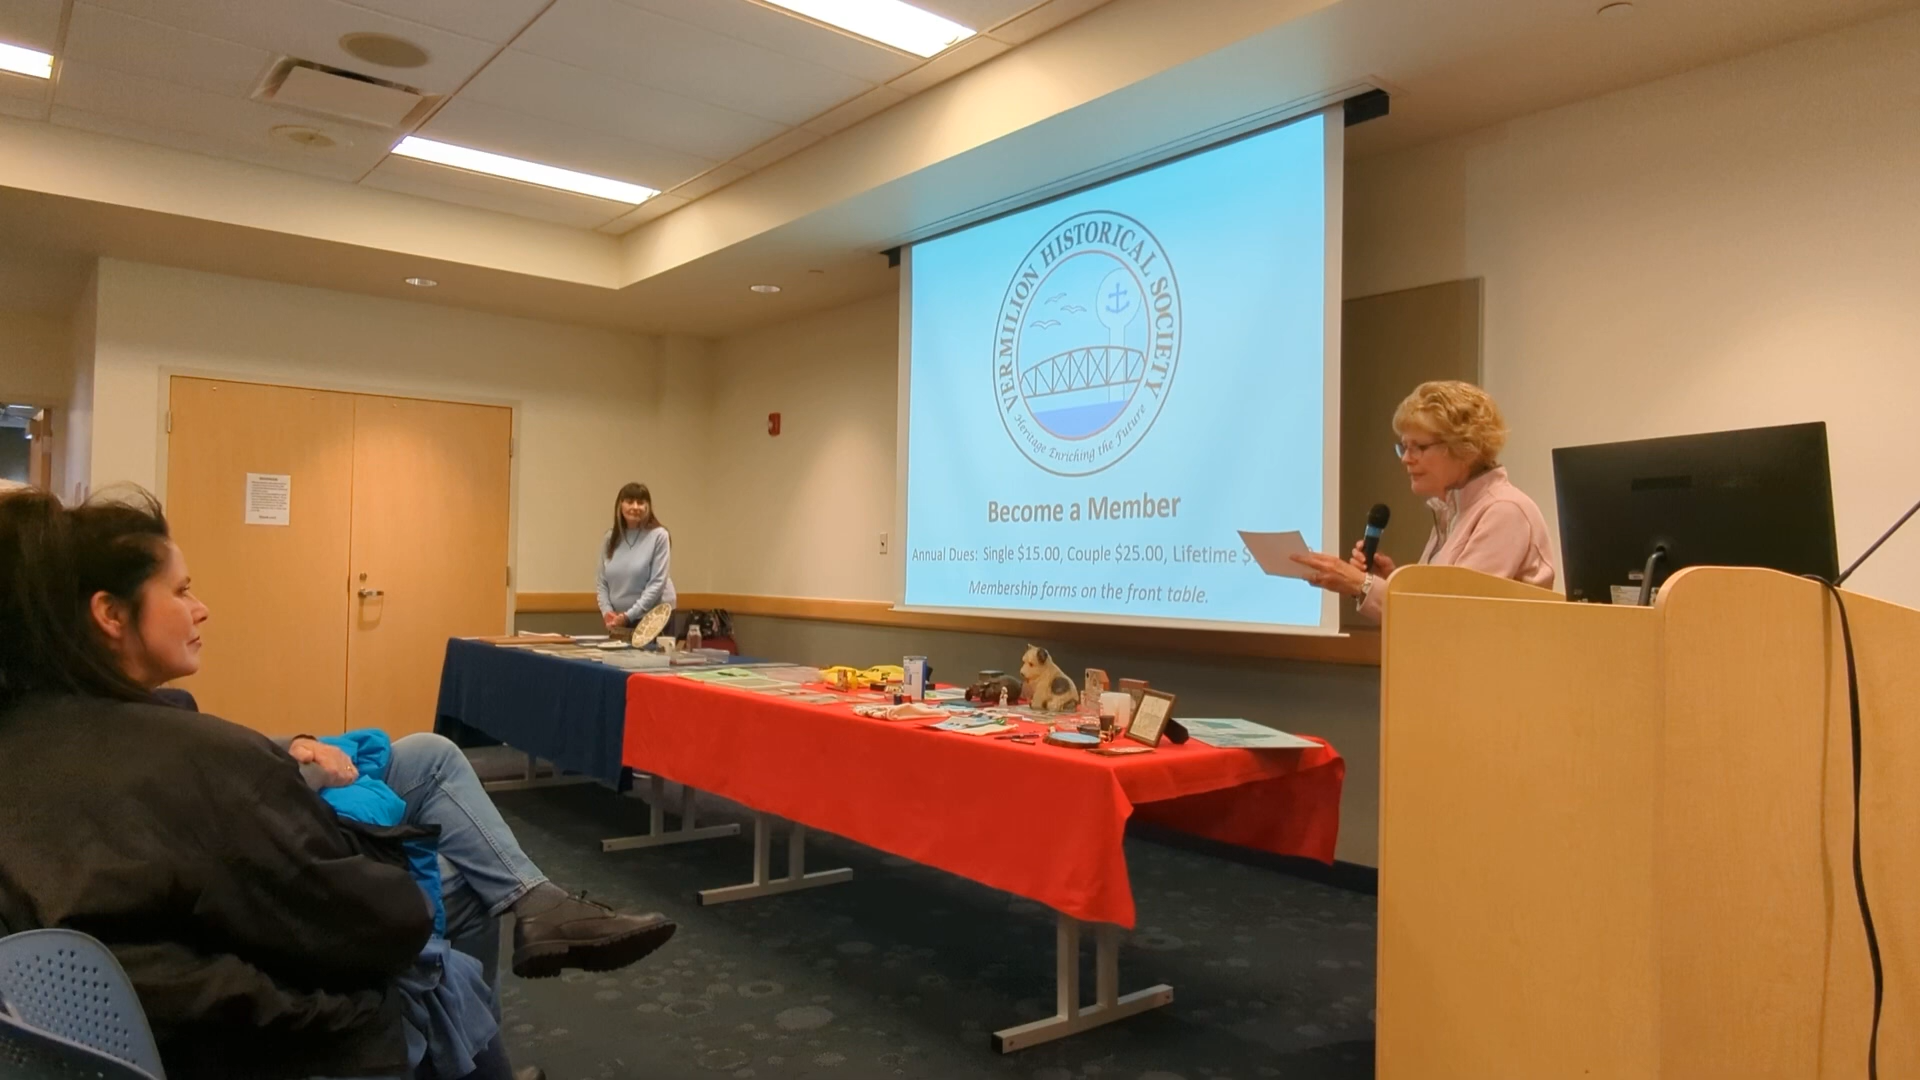 VERMILION HISTORICAL SOCIETY
Heritage Enriching the Future
Become a Member
Annual Dues: Single $15.00, Couple $25.00, Lifetime $
Membership forms on the front table.